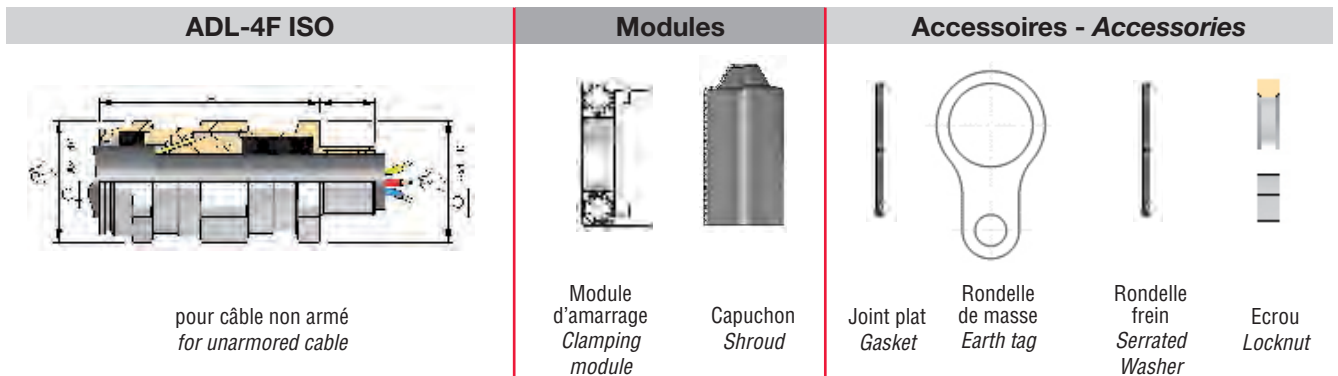 ADL-4F ISO
pour câble non armé
for unarmored cable
Modules
Module
d'amarrage
Clamping
module
Capuchon
Shroud
Accessoires - Accessories
Joint plat
Gasket
Rondelle
de masse
Earth tag
Rondelle
frein
Serrated
Washer
Ecrou
Locknut